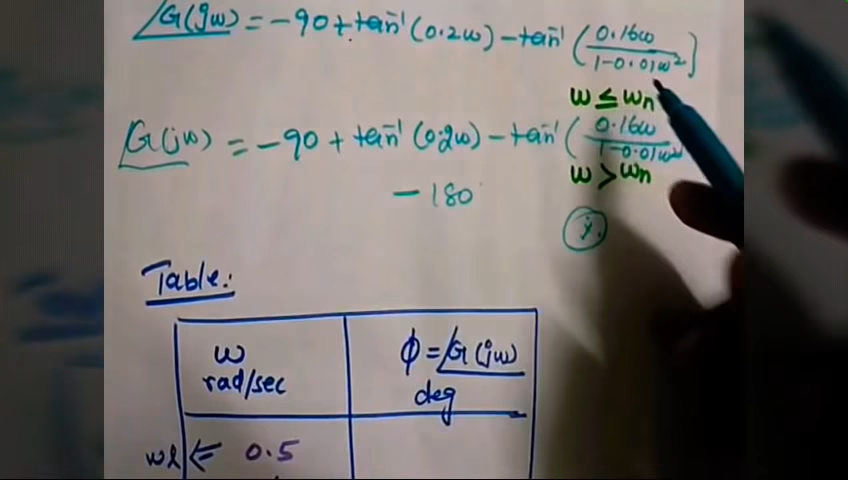 ∠G(jω) = -90 + tan⁻¹(0.2ω) - tan⁻¹(0.16ω/1-0.01ω²)
ω ≤ ωn
∠G(jω) = -90 + tan⁻¹(0.2ω) - tan⁻¹(0.16ω/1-0.01ω²
ω > ωn
- 180
Table:
ω rad/sec
ϕ = ∠G(jω) deg
ωl ⇐ 0.5